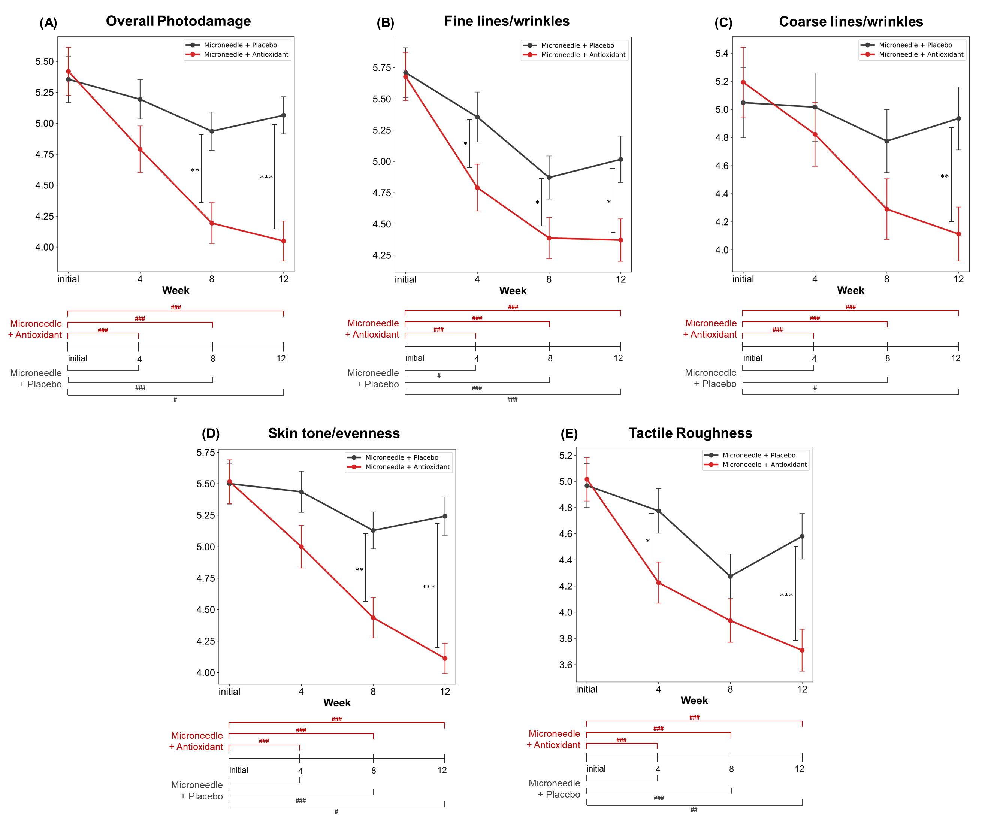 (A) Overall Photodamage
Microneedle + Placebo
Microneedle + Antioxidant
5.50
5.25
5.00
4.75
4.50
4.25
4.00
**
***
initial 4 8 12
Week
###
###
###
Microneedle
+ Antioxidant
initial 4 8 12
Microneedle
+ Placebo
###
#
(B) Fine lines/wrinkles
Microneedle + Placebo
Microneedle + Antioxidant
5.75
5.50
5.25
5.00
4.75
4.50
4.25
*
*
*
initial 4 8 12
Week
###
###
###
Microneedle
+ Antioxidant
initial 4 8 12
Microneedle
+ Placebo
#
###
###
(C) Coarse lines/wrinkles
Microneedle + Placebo
Microneedle + Antioxidant
5.4
5.2
5.0
4.8
4.6
4.4
4.2
4.0
**
initial 4 8 12
Week
###
###
###
Microneedle
+ Antioxidant
initial 4 8 12
Microneedle
+ Placebo
#
(D) Skin tone/evenness
Microneedle + Placebo
Microneedle + Antioxidant
5.75
5.50
5.25
5.00
4.75
4.50
4.25
4.00
**
***
initial 4 8 12
Week
###
###
###
Microneedle
+ Antioxidant
initial 4 8 12
Microneedle
+ Placebo
###
#
(E) Tactile Roughness
Microneedle + Placebo
Microneedle + Antioxidant
5.2
5.0
4.8
4.6
4.4
4.2
4.0
3.8
3.6
*
***
initial 4 8 12
Week
###
###
###
Microneedle
+ Antioxidant
initial 4 8 12
Microneedle
+ Placebo
###
##